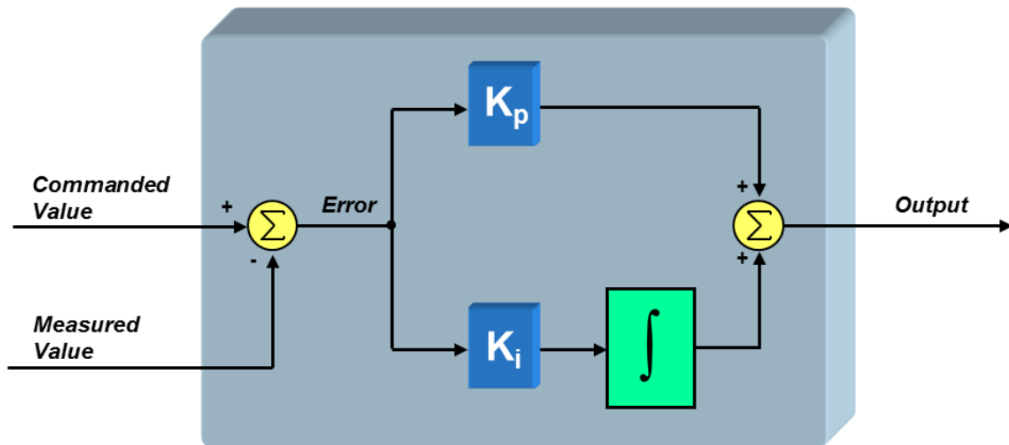 Kp
Commanded
Value
+
Σ
Error
+
Σ
Output
-
+
Measured
Value
Ki
∫